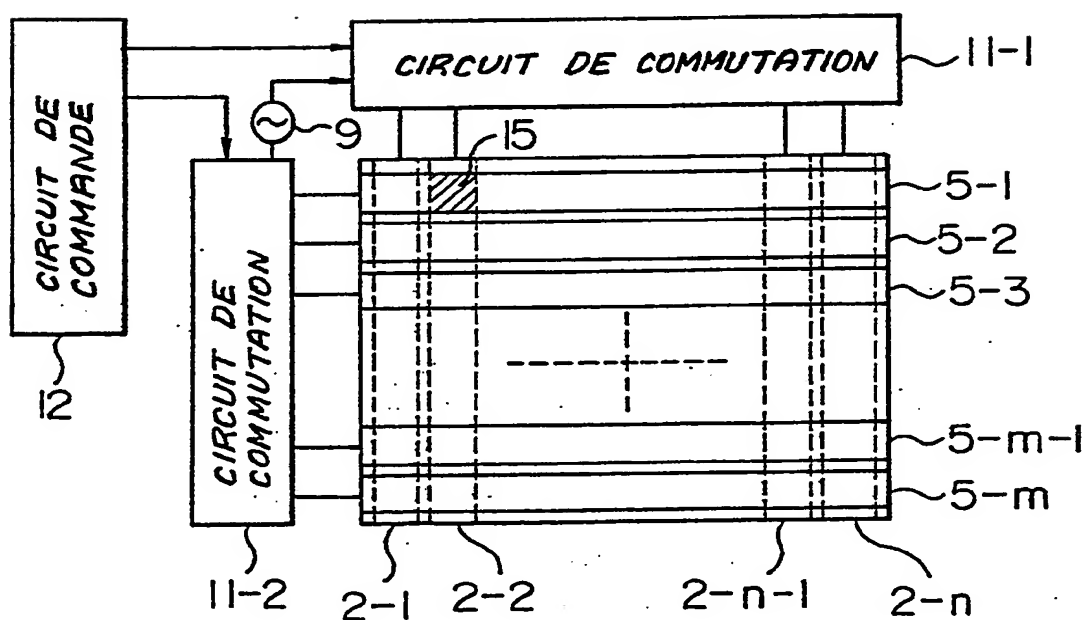 CIRCUIT DE
COMMANDE
12
CIRCUIT DE COMMUTATION
11-1
9
15
CIRCUIT DE
COMMUTATION
11-2
5-1
5-2
5-3
5-m-1
5-m
2-1
2-2
2-n-1
2-n